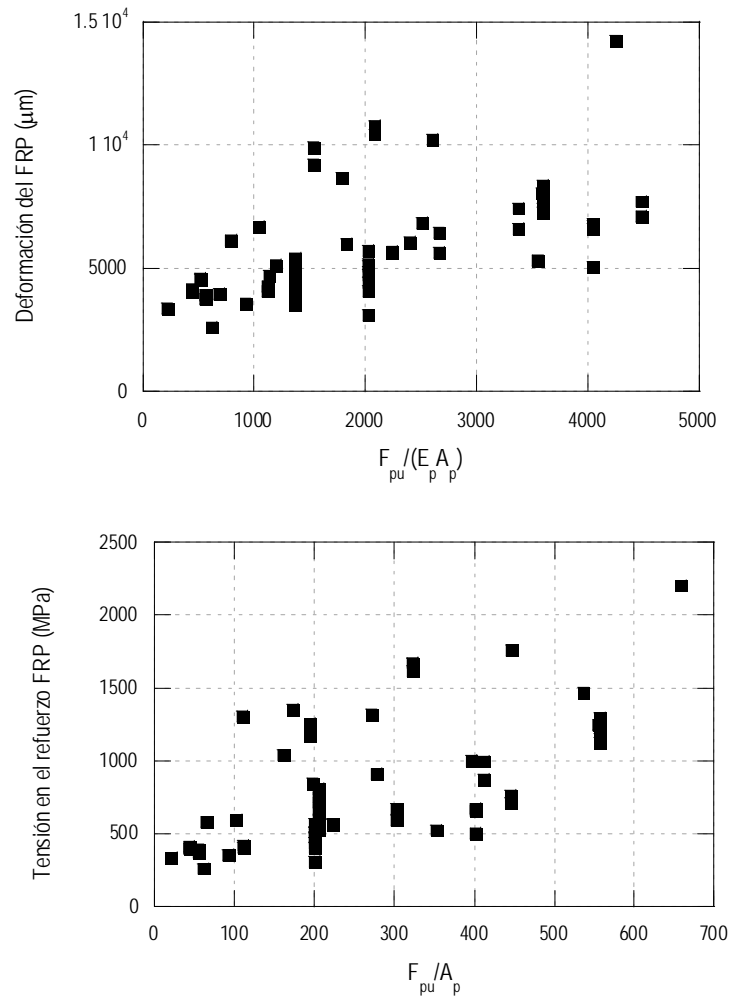 1.5 10⁴
1 10⁴
5000
0
Deformación del FRP (µm)
0 1000 2000 3000 4000 5000
F_pu/(E_pA_p)
2500
2000
1500
1000
500
0
Tensión en el refuerzo FRP (MPa)
0 100 200 300 400 500 600 700
F_pu/A_p